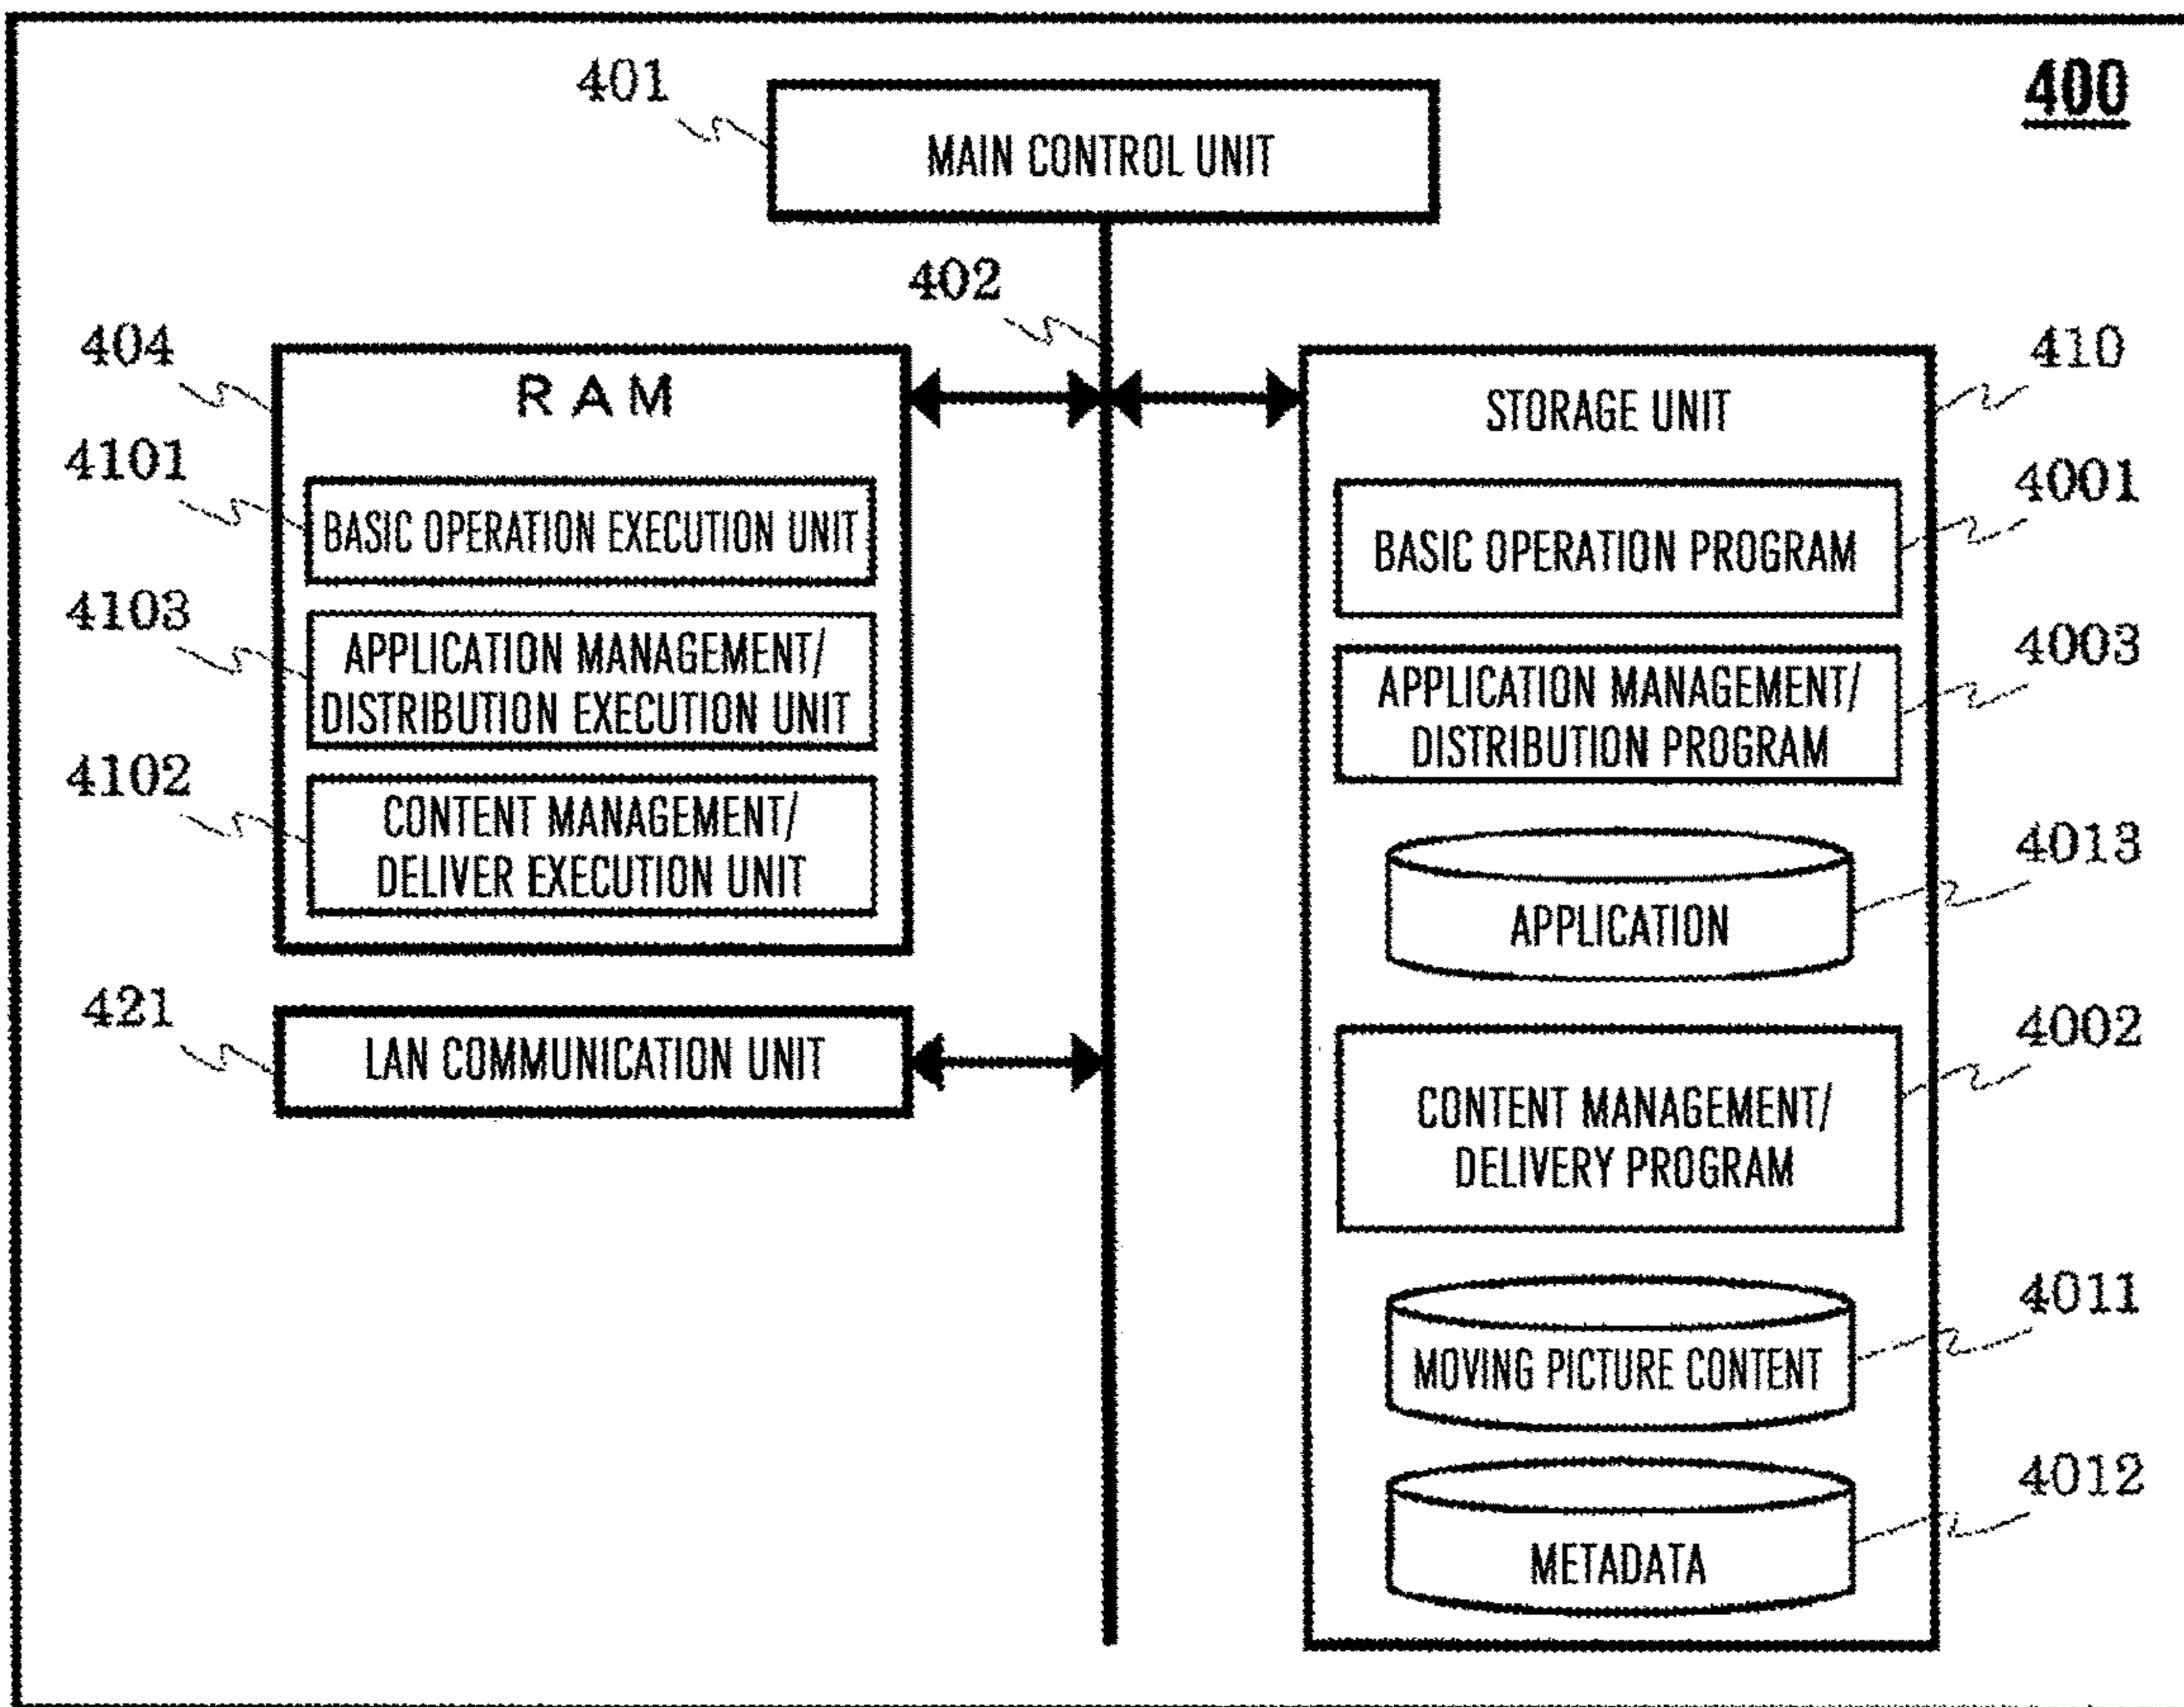 400
401
MAIN CONTROL UNIT
402
404
RAM
4101
BASIC OPERATION EXECUTION UNIT
4103
APPLICATION MANAGEMENT/
DISTRIBUTION EXECUTION UNIT
4102
CONTENT MANAGEMENT/
DELIVER EXECUTION UNIT
421
LAN COMMUNICATION UNIT
410
STORAGE UNIT
4001
BASIC OPERATION PROGRAM
4003
APPLICATION MANAGEMENT/
DISTRIBUTION PROGRAM
4013
APPLICATION
4002
CONTENT MANAGEMENT/
DELIVERY PROGRAM
4011
MOVING PICTURE CONTENT
4012
METADATA